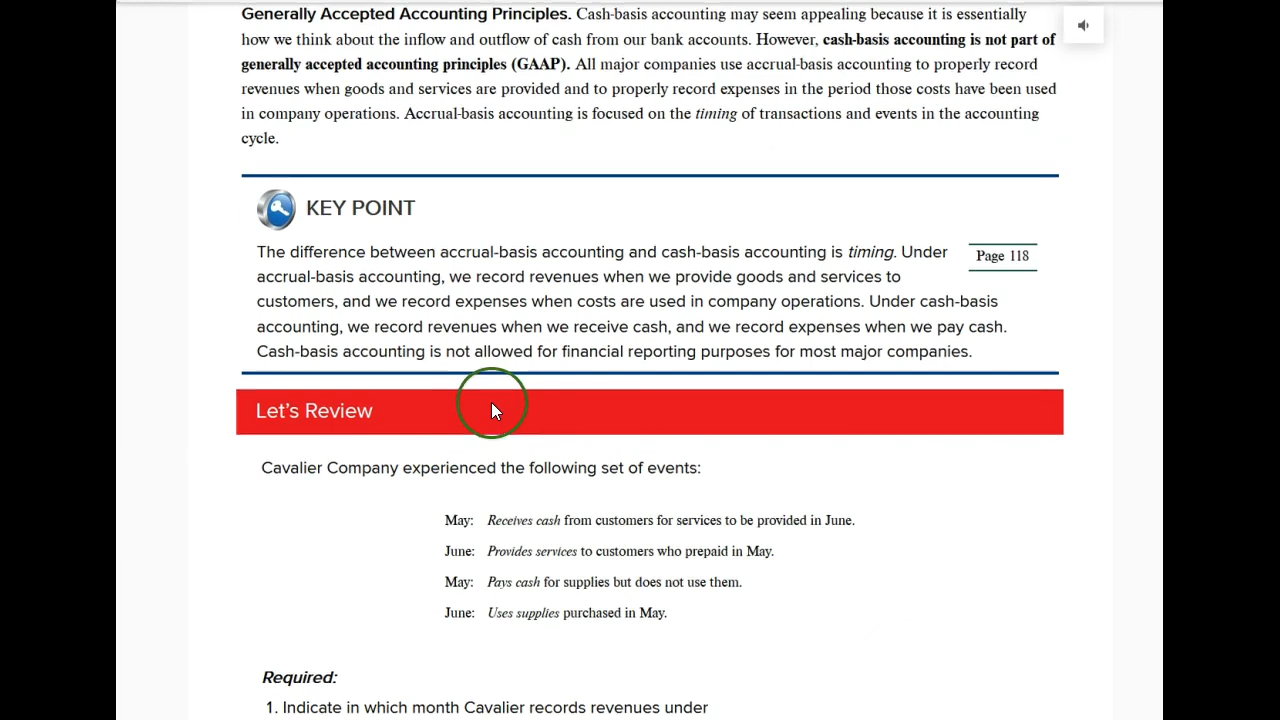 Generally Accepted Accounting Principles. Cash-basis accounting may seem appealing because it is essentially
how we think about the inflow and outflow of cash from our bank accounts. However, cash-basis accounting is not part of
generally accepted accounting principles (GAAP). All major companies use accrual-basis accounting to properly record
revenues when goods and services are provided and to properly record expenses in the period those costs have been used
in company operations. Accrual-basis accounting is focused on the timing of transactions and events in the accounting
cycle.
KEY POINT
The difference between accrual-basis accounting and cash-basis accounting is timing. Under
Page 118
accrual-basis accounting, we record revenues when we provide goods and services to
customers, and we record expenses when costs are used in company operations. Under cash-basis
accounting, we record revenues when we receive cash, and we record expenses when we pay cash.
Cash-basis accounting is not allowed for financial reporting purposes for most major companies.
Let's Review
Cavalier Company experienced the following set of events:
May: Receives cash from customers for services to be provided in June.
June: Provides services to customers who prepaid in May.
May: Pays cash for supplies but does not use them.
June: Uses supplies purchased in May.
Required:
1. Indicate in which month Cavalier records revenues under